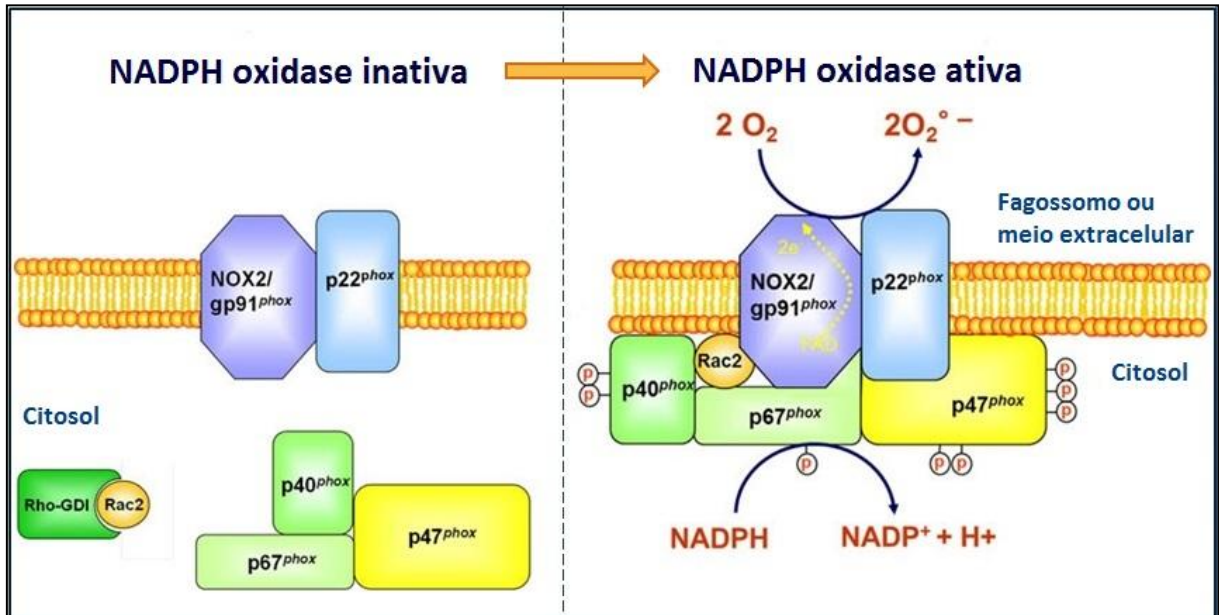 NADPH oxidase inativa
NOX2/
gp91phox
p22phox
Citosol
Rho-GDI
Rac2
p40phox
p67phox
p47phox
NADPH oxidase ativa
2 O₂
2O₂° –
Fagossomo ou
meio extracelular
2e-
NOX2/
gp91phox
FAD
p22phox
Citosol
p
p
p40phox
Rac2
p67phox
p47phox
p
p
p
p
p
p
NADPH
NADP⁺ + H+